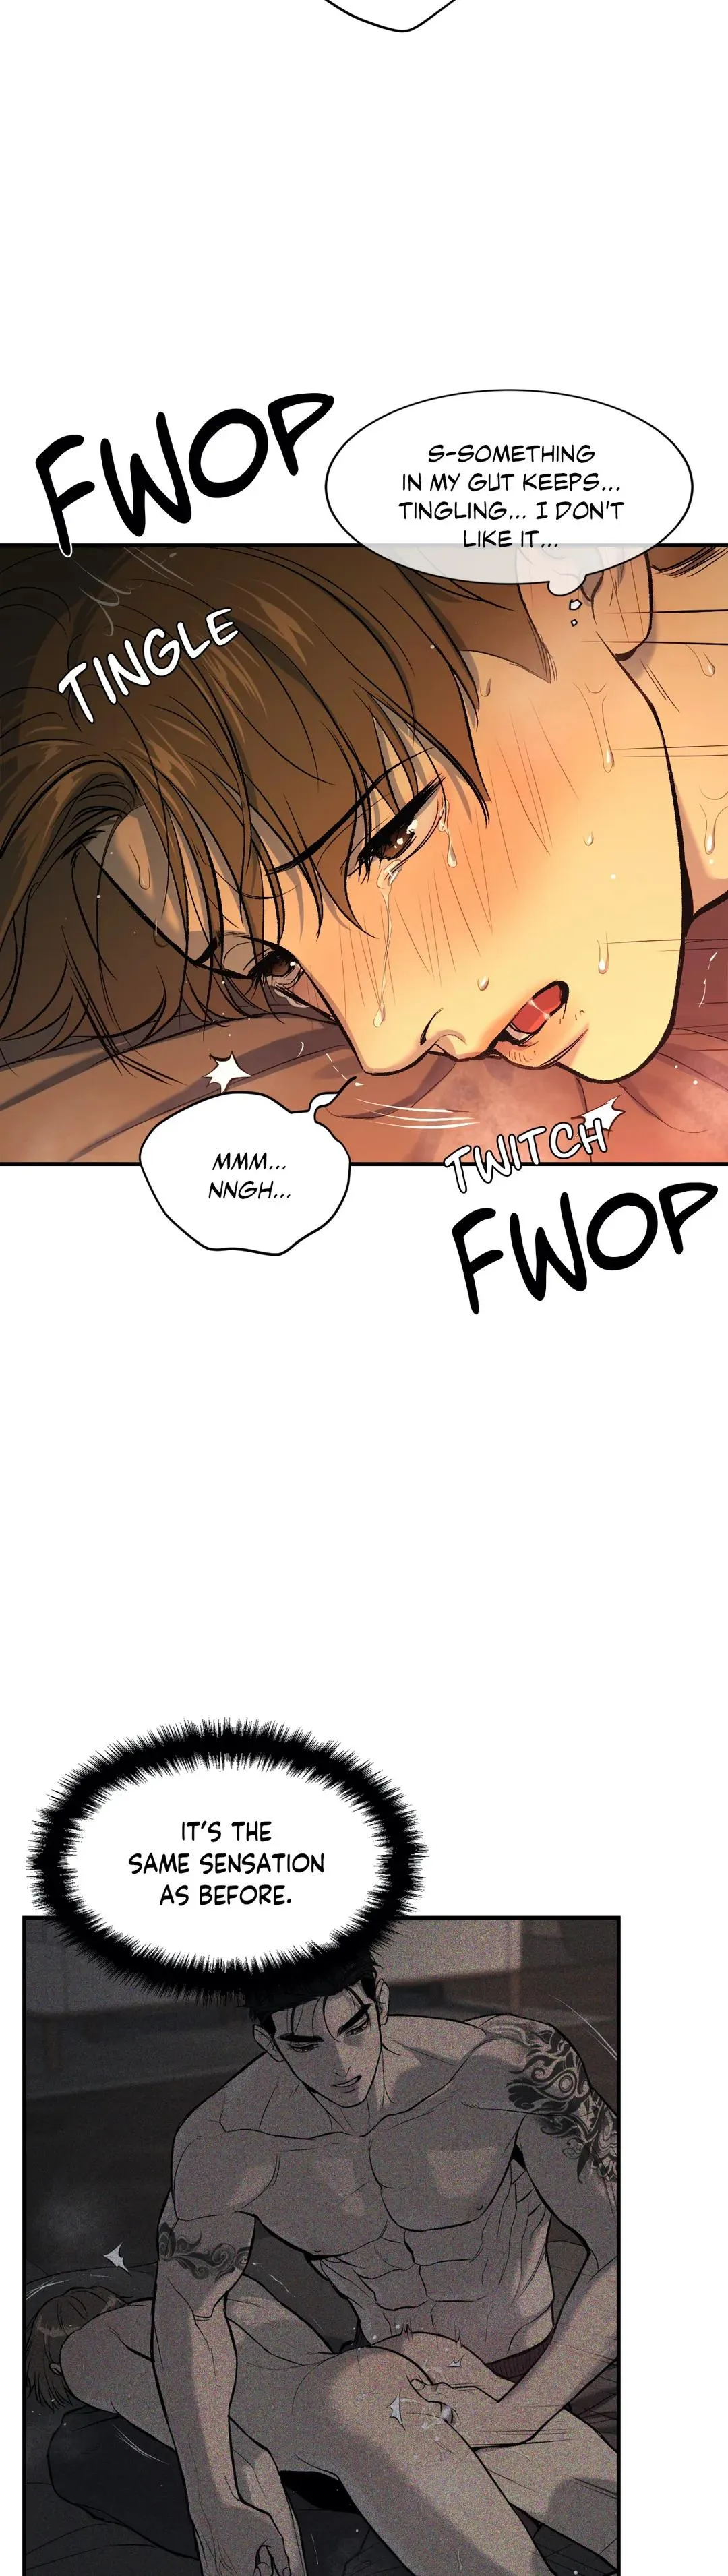 FWOP
S-SOMETHING
IN MY GUT KEEPS...
TINGLING... I DON'T
LIKE IT...
TINGLE
MMM...
NNGH...
TWITCH
FWOP
IT'S THE
SAME SENSATION
AS BEFORE.